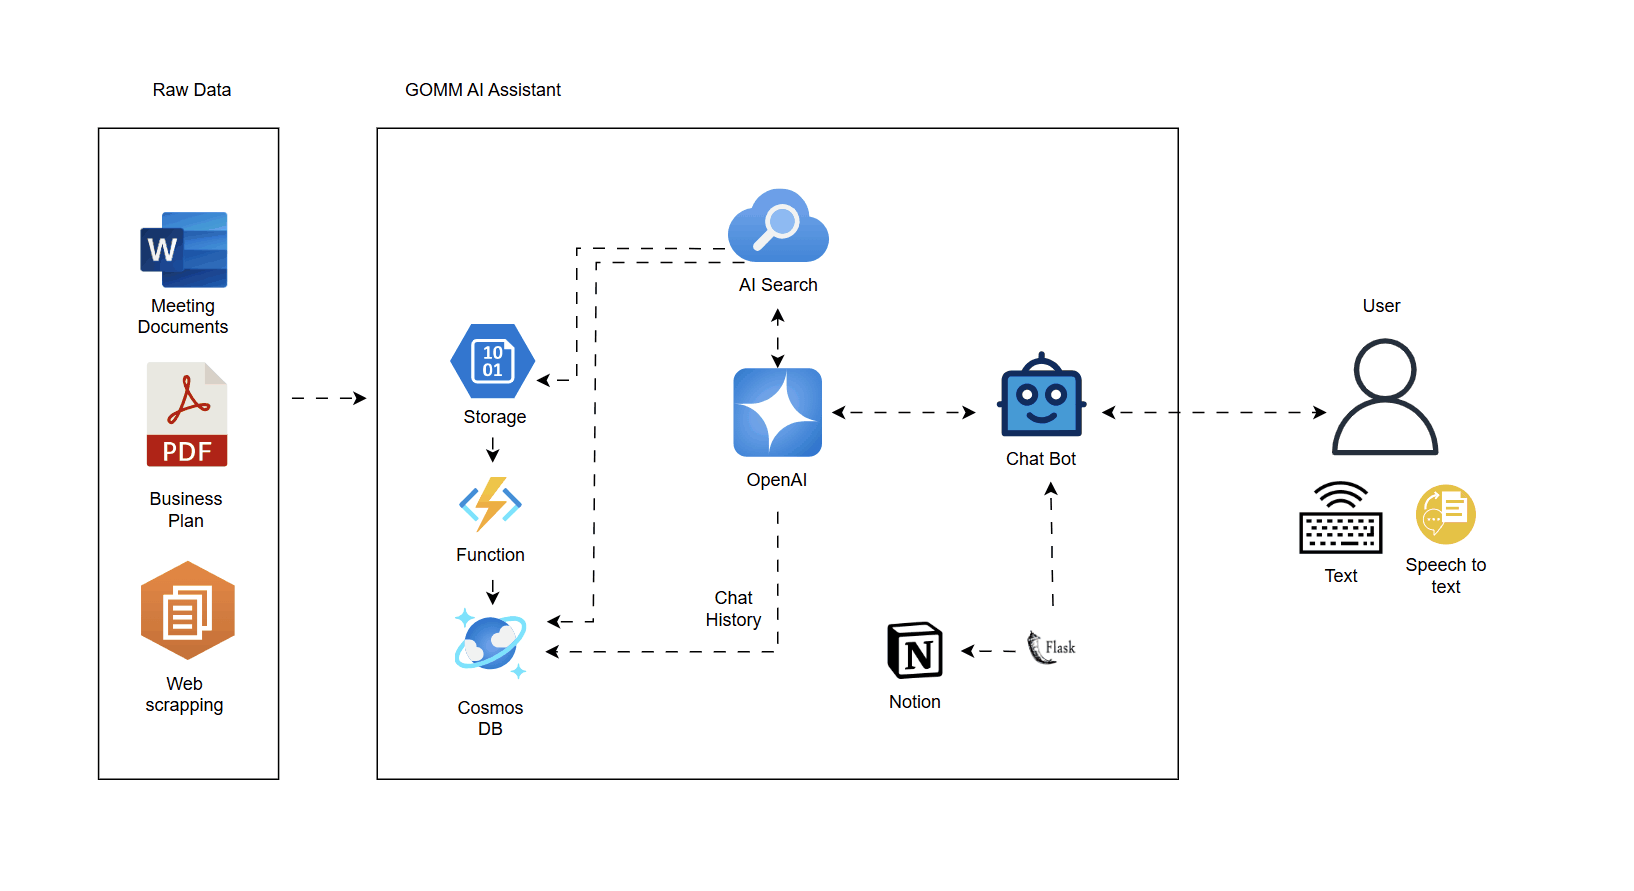 Raw Data
GOMM AI Assistant
W
Meeting
Documents
PDF
Business
Plan
Web
scrapping
AI Search
10
01
Storage
Function
Cosmos
DB
OpenAI
Chat
History
Chat Bot
N
Notion
Flask
User
Text
Speech to
text